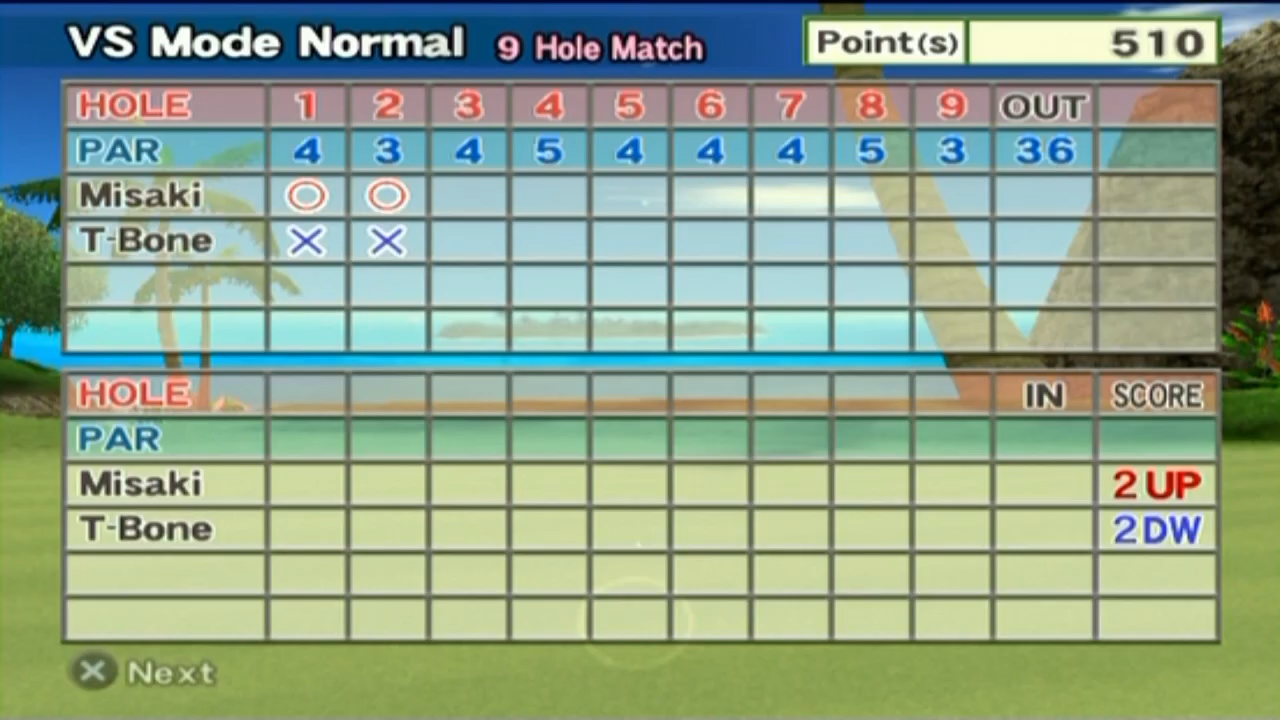 VS Mode Normal 9 Hole Match Point(s) 510
HOLE 1 2 3 4 5 6 7 8 9 OUT
PAR 4 3 4 5 4 4 4 5 3 36
Misaki ○ ○
T-Bone × ×
HOLE IN SCORE
PAR
Misaki 2 UP
T-Bone 2 DW
× Next